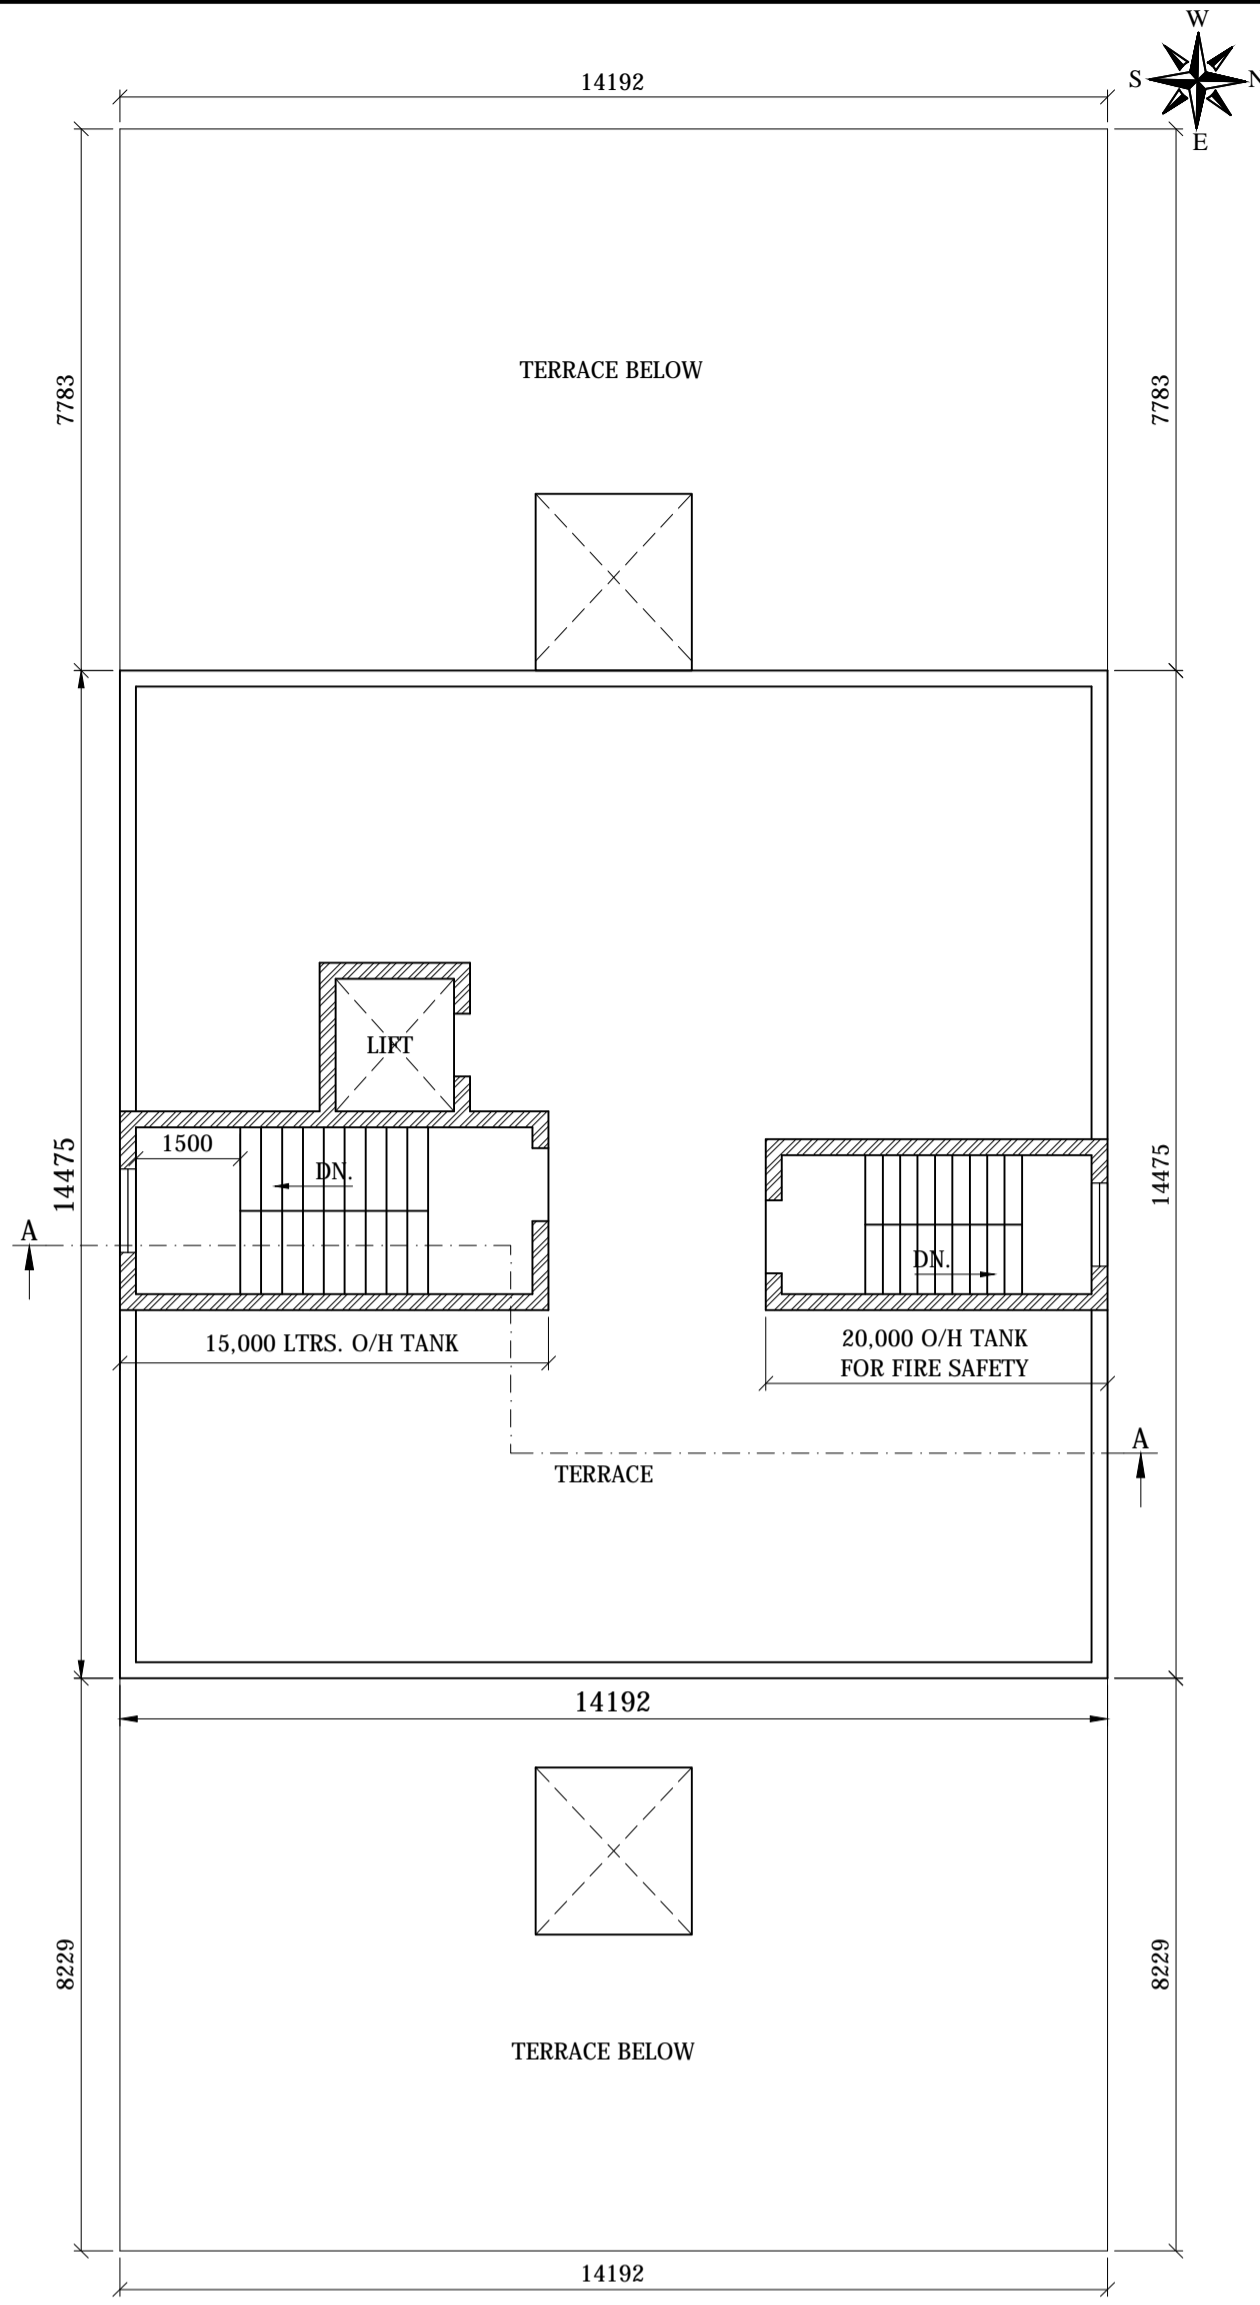 W
S
N
E
14192
TERRACE BELOW
7783
7783
LIFT
1500
DN.
14475
14475
A
DN.
15,000 LTRS. O/H TANK
20,000 O/H TANK
FOR FIRE SAFETY
A
TERRACE
14192
8229
8229
TERRACE BELOW
14192